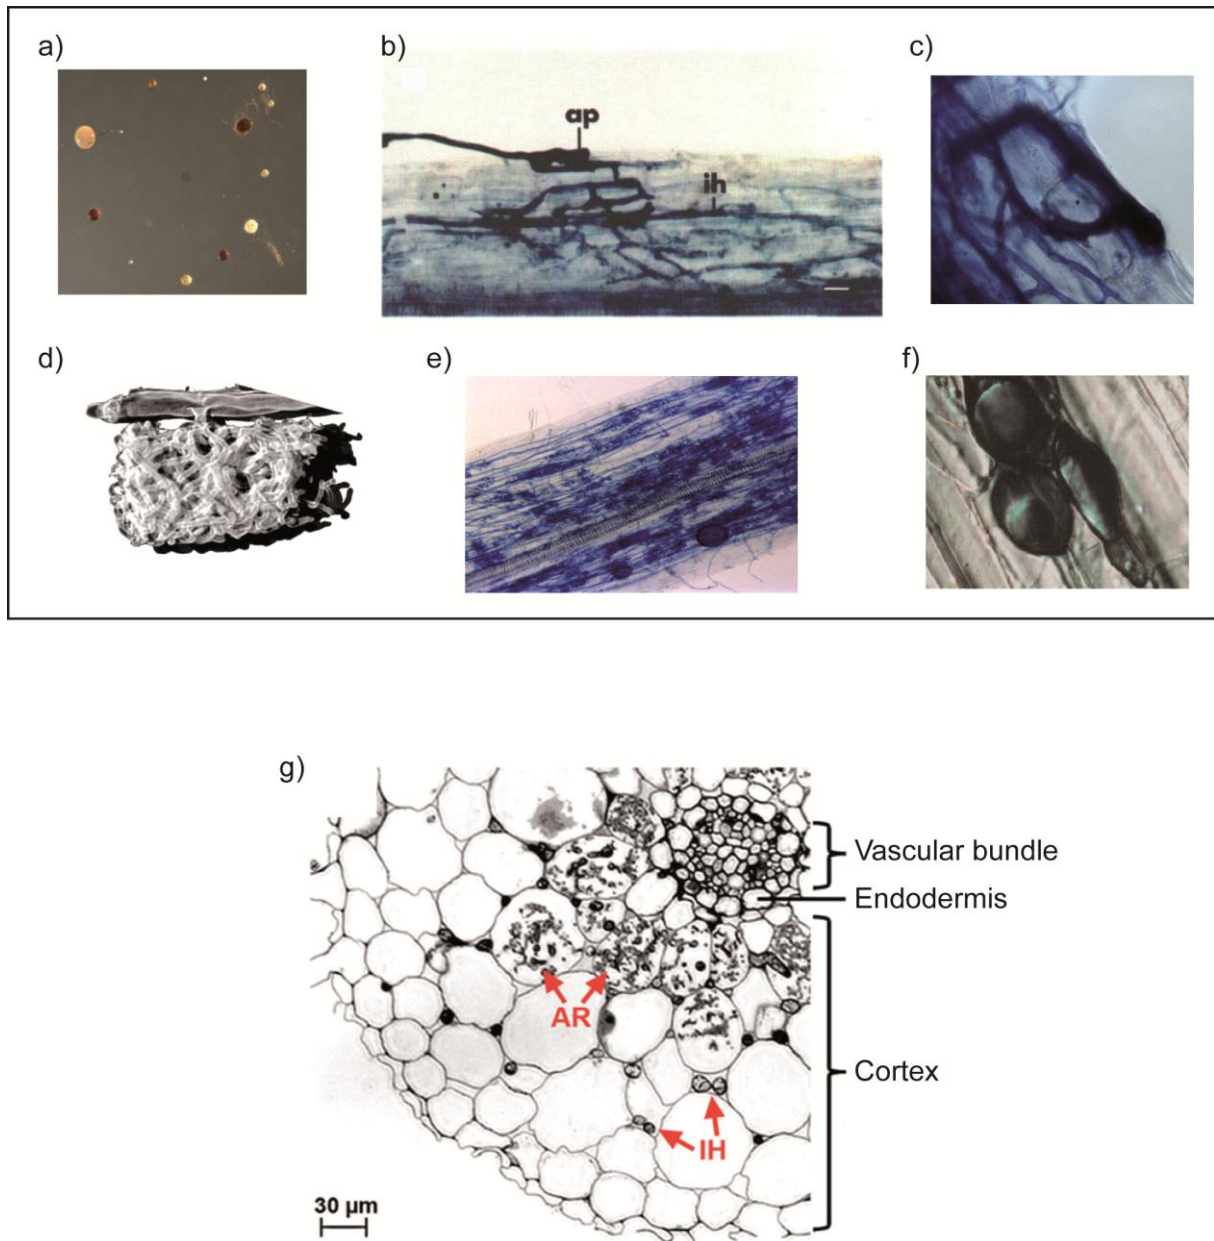 a)
b)
c)
ap
ih
d)
e)
f)
g)
Vascular bundle
Endodermis
AR
Cortex
IH
30 µm